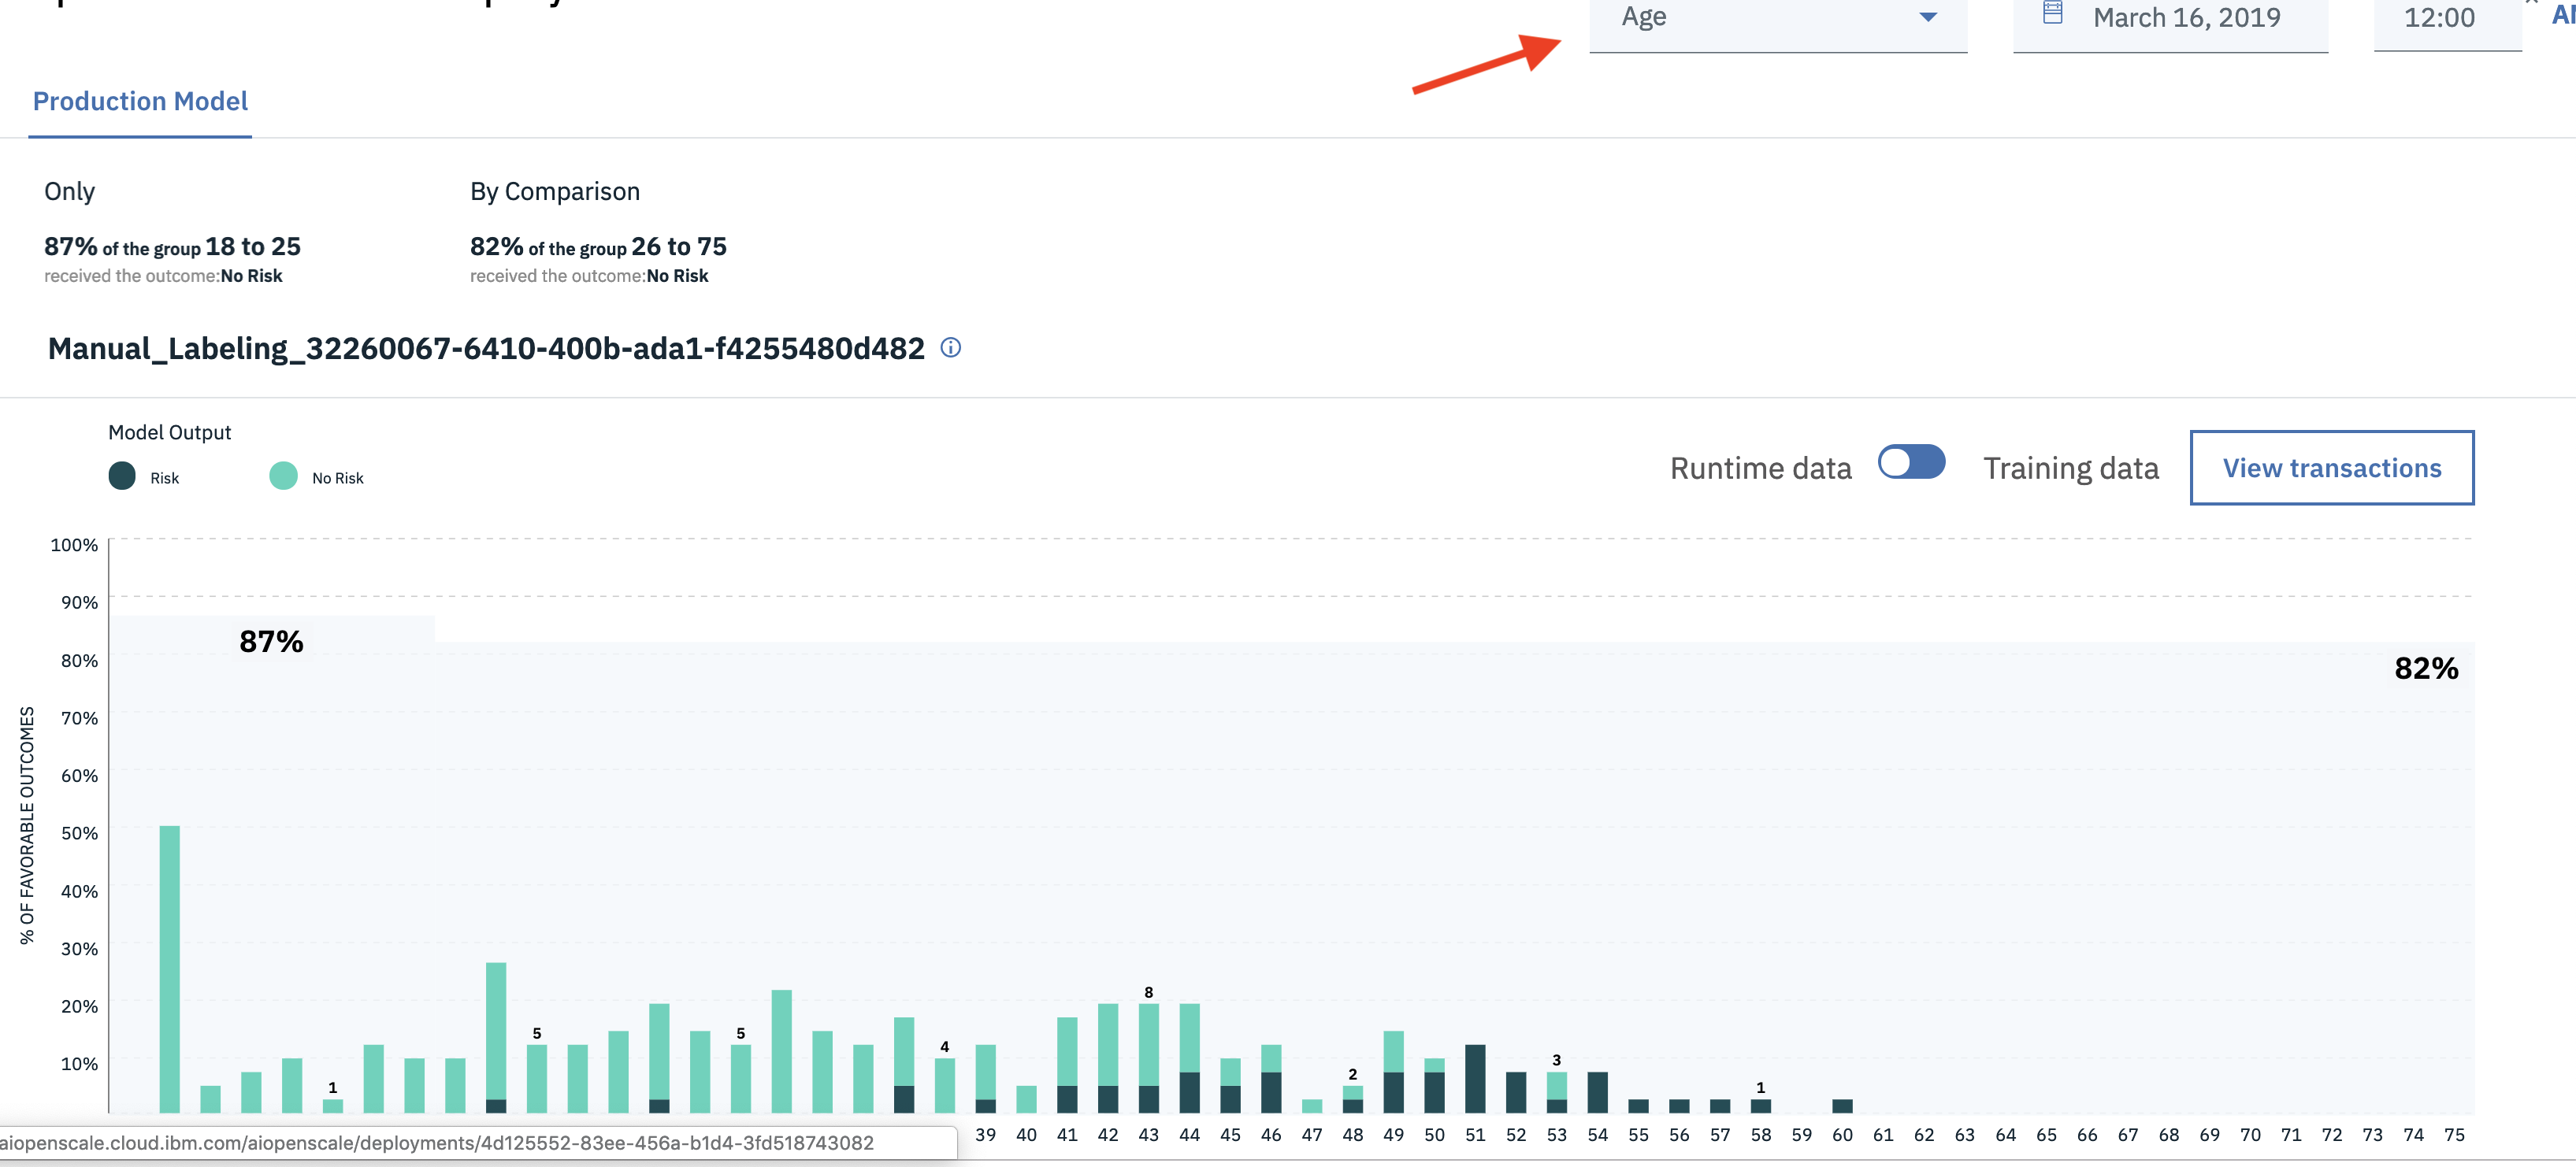 Age
March 16, 2019
12:00
Production Model
Only
By Comparison
87% of the group 18 to 25
82% of the group 26 to 75
received the outcome:No Risk
received the outcome:No Risk
Manual_Labeling_32260067-6410-400b-ada1-f4255480d482
Model Output
Risk
No Risk
Runtime data
Training data
View transactions
100%
90%
87%
80%
82%
70%
60%
50%
40%
30%
20%
10%
% OF FAVORABLE OUTCOMES
1
5
5
4
8
2
3
1
39 40 41 42 43 44 45 46 47 48 49 50 51 52 53 54 55 56 57 58 59 60 61 62 63 64 65 66 67 68 69 70 71 72 73 74 75
aiopenscale.cloud.ibm.com/aiopenscale/deployments/4d125552-83ee-456a-b1d4-3fd518743082